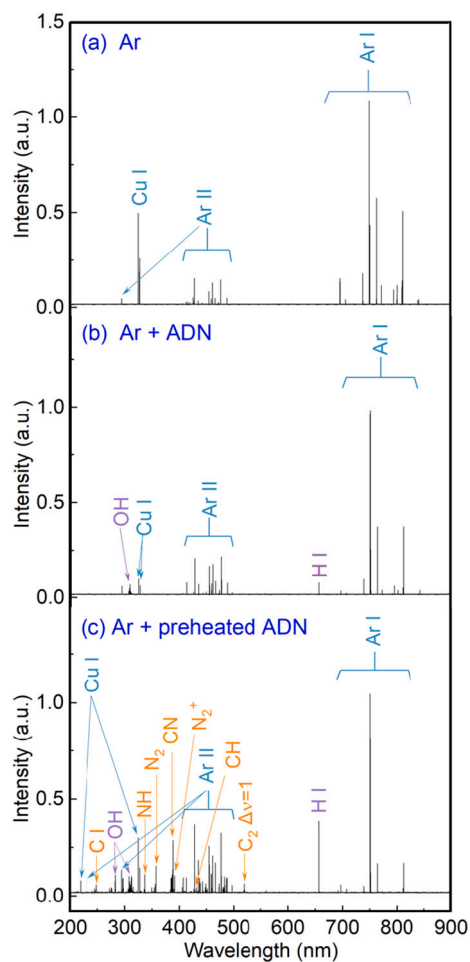 1.5
(a) Ar
Ar I
Intensity (a.u.)
1.0
Cu I
Ar II
0.5
0.0
(b) Ar + ADN
Ar I
Intensity (a.u.)
1.0
OH
Cu I
Ar II
0.5
H I
0.0
(c) Ar + preheated ADN
Ar I
Intensity (a.u.)
1.0
Cu I
N₂
CN
N₂⁺
Ar II
CH
0.5
C I
OH
NH
C₂ Δν=1
H I
0.0
200 300 400 500 600 700 800 900
Wavelength (nm)